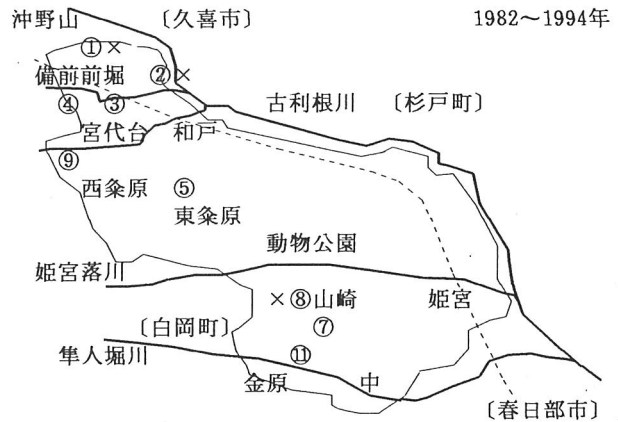 沖野山 〔久喜市〕 1982～1994年
①×
備前前堀 ②×
④ ③ 古利根川 〔杉戸町〕
宮代台 和戸
⑨
西粂原 ⑤
東粂原
動物公園
姫宮落川
×⑧山崎 姫宮
〔白岡町〕 ⑦
隼人堀川 ⑪
金原 中
〔春日部市〕